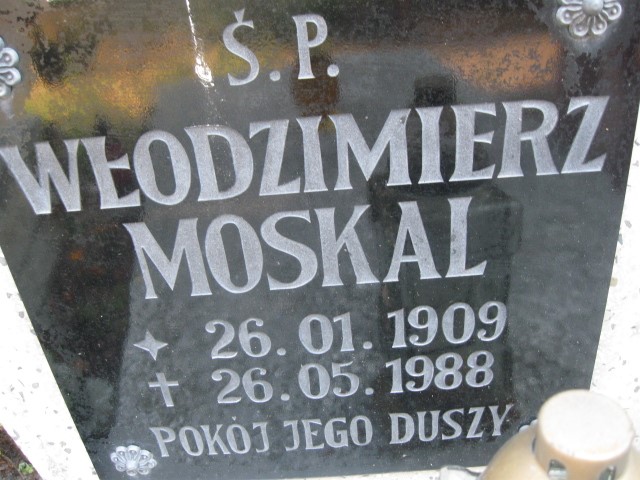 Ś.P.
WŁODZIMIERZ
MOSKAL
26.01.1909
26.05.1988
POKÓJ JEGO DUSZY